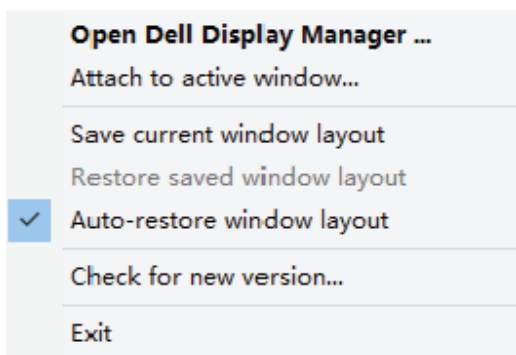 Open Dell Display Manager ...
Attach to active window...
Save current window layout
Restore saved window layout
Auto-restore window layout
Check for new version...
Exit